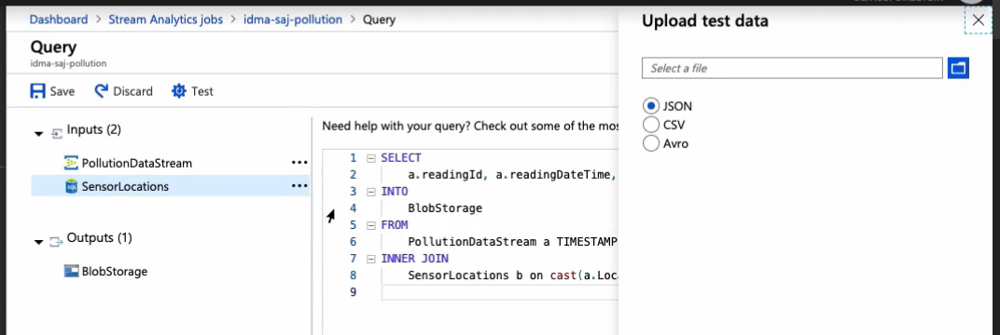 Dashboard > Stream Analytics jobs > idma-saj-pollution > Query
Query
idma-saj-pollution
Save Discard Test
Inputs (2)
PollutionDataStream ...
SQL SensorLocations ...
Outputs (1)
BlobStorage
Need help with your query? Check out some of the mos
1 SELECT
2 a.readingId, a.readingDateTime,
3 INTO
4 BlobStorage
5 FROM
6 PollutionDataStream a TIMESTAMP
7 INNER JOIN
8 SensorLocations b on cast(a.Loc
9
Upload test data
Select a file
JSON
CSV
Avro